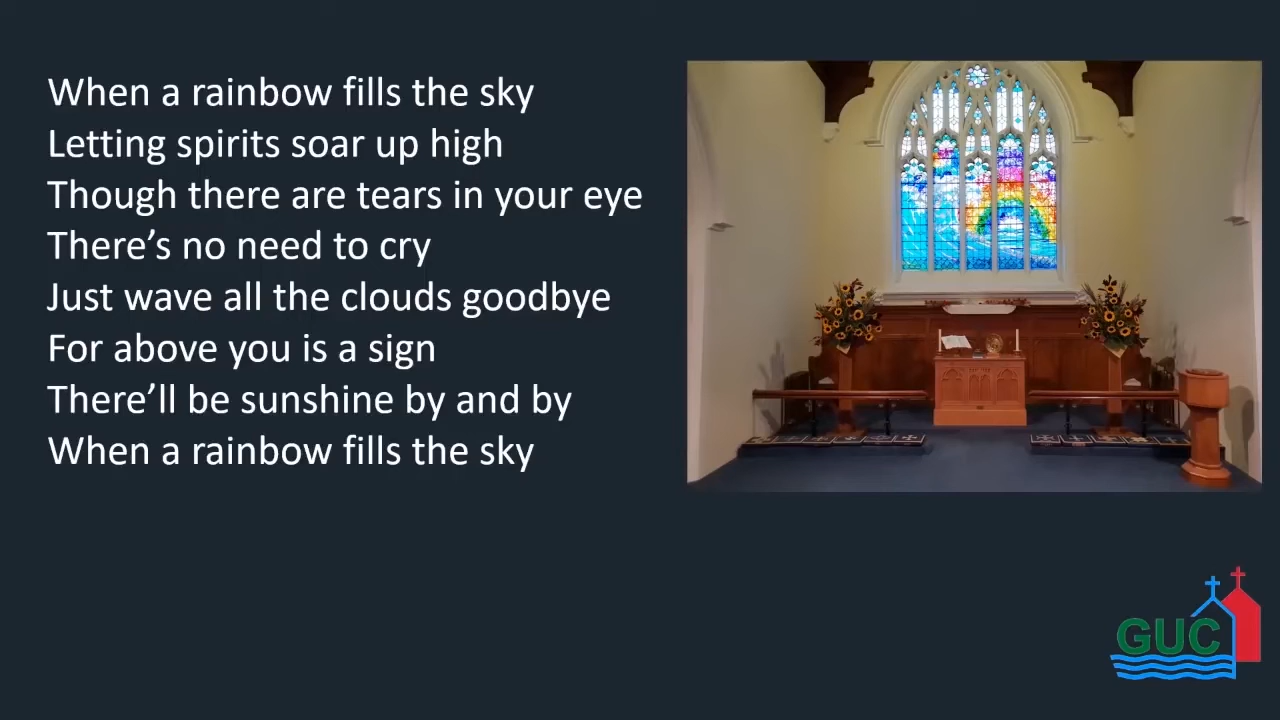 When a rainbow fills the sky
Letting spirits soar up high
Though there are tears in your eye
There’s no need to cry
Just wave all the clouds goodbye
For above you is a sign
There’ll be sunshine by and by
When a rainbow fills the sky
GUC